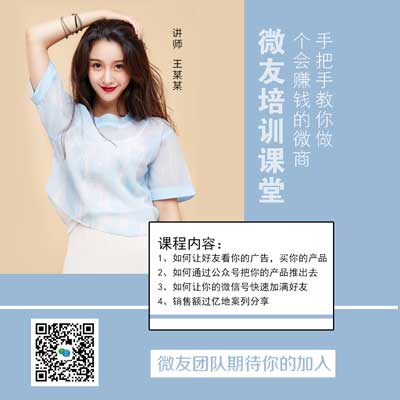 手把手教你做
个会赚钱的微商
微友培训课堂
讲师 王某某
课程内容:
1、如何让好友看你的广告,买你的产品
2、如何通过公众号把你的产品推出去
3、如何让你的微信号快速加满好友
4、销售额过亿地案列分享
微友团队期待你的加入